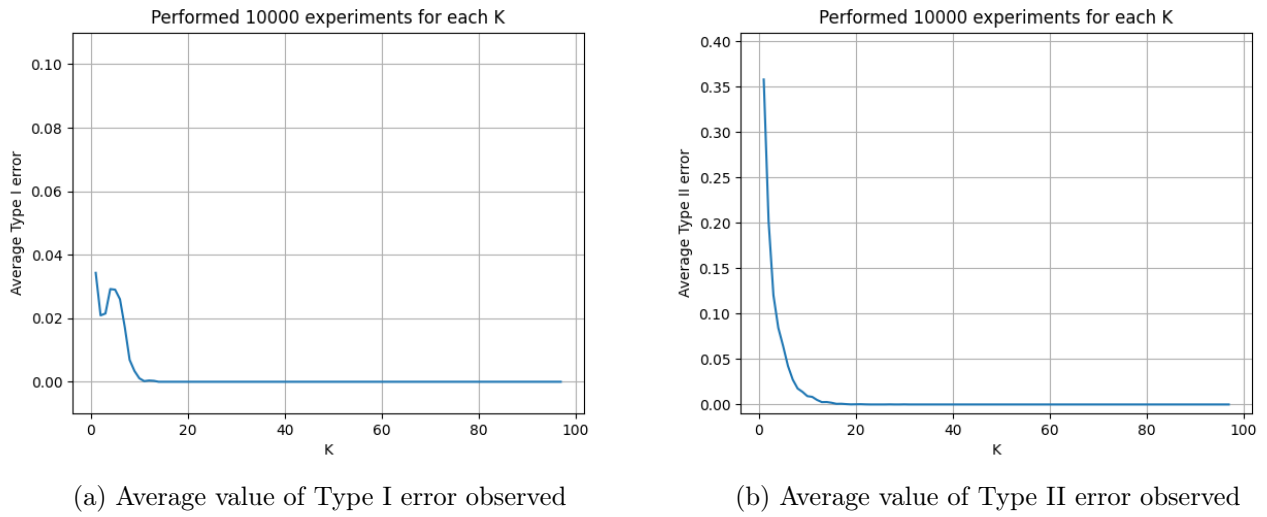 Performed 10000 experiments for each K
Average Type I error
0.10
0.08
0.06
0.04
0.02
0.00
0 20 40 60 80 100
K
(a) Average value of Type I error observed
Performed 10000 experiments for each K
Average Type II error
0.40
0.35
0.30
0.25
0.20
0.15
0.10
0.05
0.00
0 20 40 60 80 100
K
(b) Average value of Type II error observed